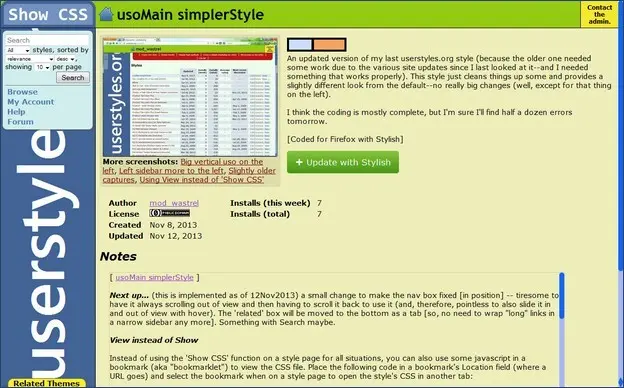 Show CSS
Search
All styles, sorted by
relevance desc
, showing 10 per page
Search
Browse
My Account
Help
Forum
userstyle
Related Themes
usoMain simplerStyle
Contact the admin.
userstyles.or
mod_wastrel
More screenshots: Big vertical uso on the
left, Left sidebar more to the left, Slightly older
captures, Using View instead of 'Show CSS'
An updated version of my last userstyles.org style (because the older one needed
some work due to the various site updates since I last looked at it--and I needed
something that works properly). This style just cleans things up some and provides a
slightly different look from the default--no really big changes (well, except for that thing
on the left).
I think the coding is mostly complete, but I'm sure I'll find half a dozen errors
tomorrow.
[Coded for Firefox with Stylish]
+ Update with Stylish
Author mod_wastrel Installs (this week) 7
License PUBLIC DOMAIN Installs (total) 7
Created Nov 8, 2013
Updated Nov 12, 2013
Notes
[ usoMain simplerStyle ]
Next up... (this is implemented as of 12Nov2013) a small change to make the nav box fixed [in position] -- tiresome to
have it always scrolling out of view and then having to scroll it back to use it (and, therefore, pointless to also slide it in
and out of view with hover). The 'related' box will be moved to the bottom as a tab [so, no need to wrap "long" links in
a narrow sidebar any more]. Something with Search maybe.
View instead of Show
Instead of using the 'Show CSS' function on a style page for all situations, you can also use some javascript in a
bookmark (aka "bookmarklet") to view the CSS file. Place the following code in a bookmark's Location field (where a
URL goes) and select the bookmark when on a style page to open the style's CSS in another tab: